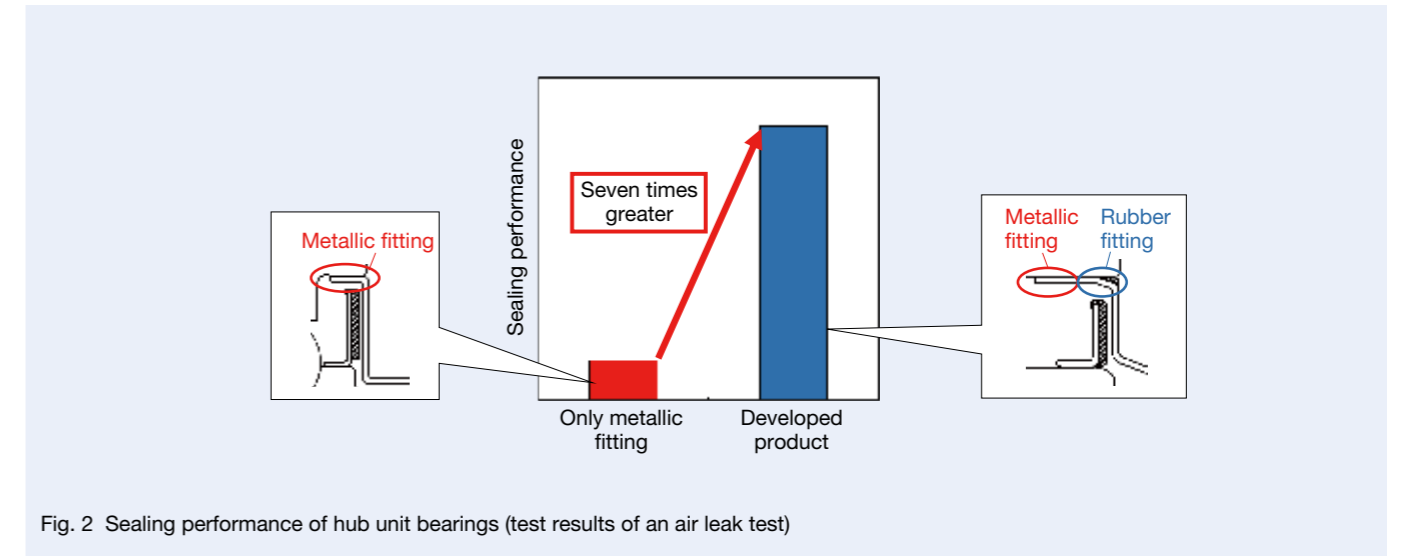 Sealing performance
Seven times
greater
Metallic fitting
Metallic
fitting
Rubber
fitting
Only metallic
fitting
Developed
product
Fig. 2 Sealing performance of hub unit bearings (test results of an air leak test)